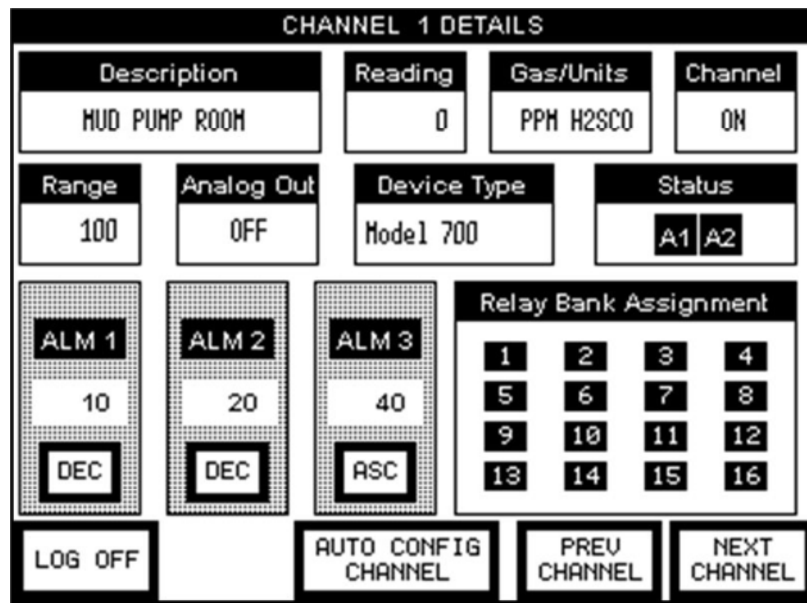 CHANNEL 1 DETAILS
Description Reading Gas/Units Channel
MUD PUMP ROOM 0 PPM H2SCO ON
Range Analog Out Device Type Status
100 OFF Model 700 A1 A2
Relay Bank Assignment
ALM 1 ALM 2 ALM 3
1 2 3 4
10 20 40
5 6 7 8
9 10 11 12
DEC DEC ASC
13 14 15 16
LOG OFF
AUTO CONFIG
CHANNEL
PREV
CHANNEL
NEXT
CHANNEL